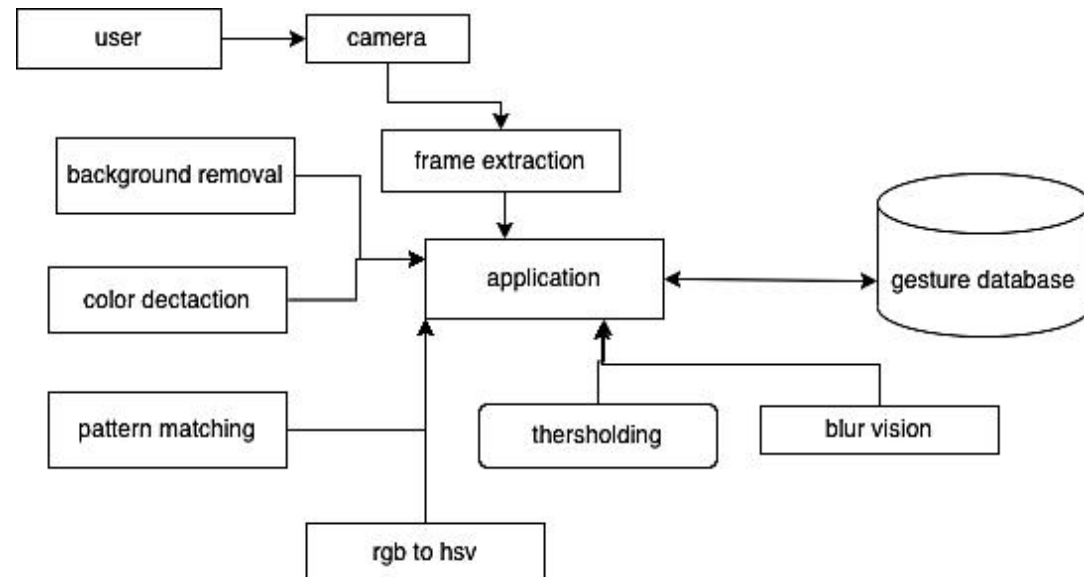 user
camera
frame extraction
background removal
application
gesture database
color dectaction
pattern matching
thersholding
blur vision
rgb to hsv